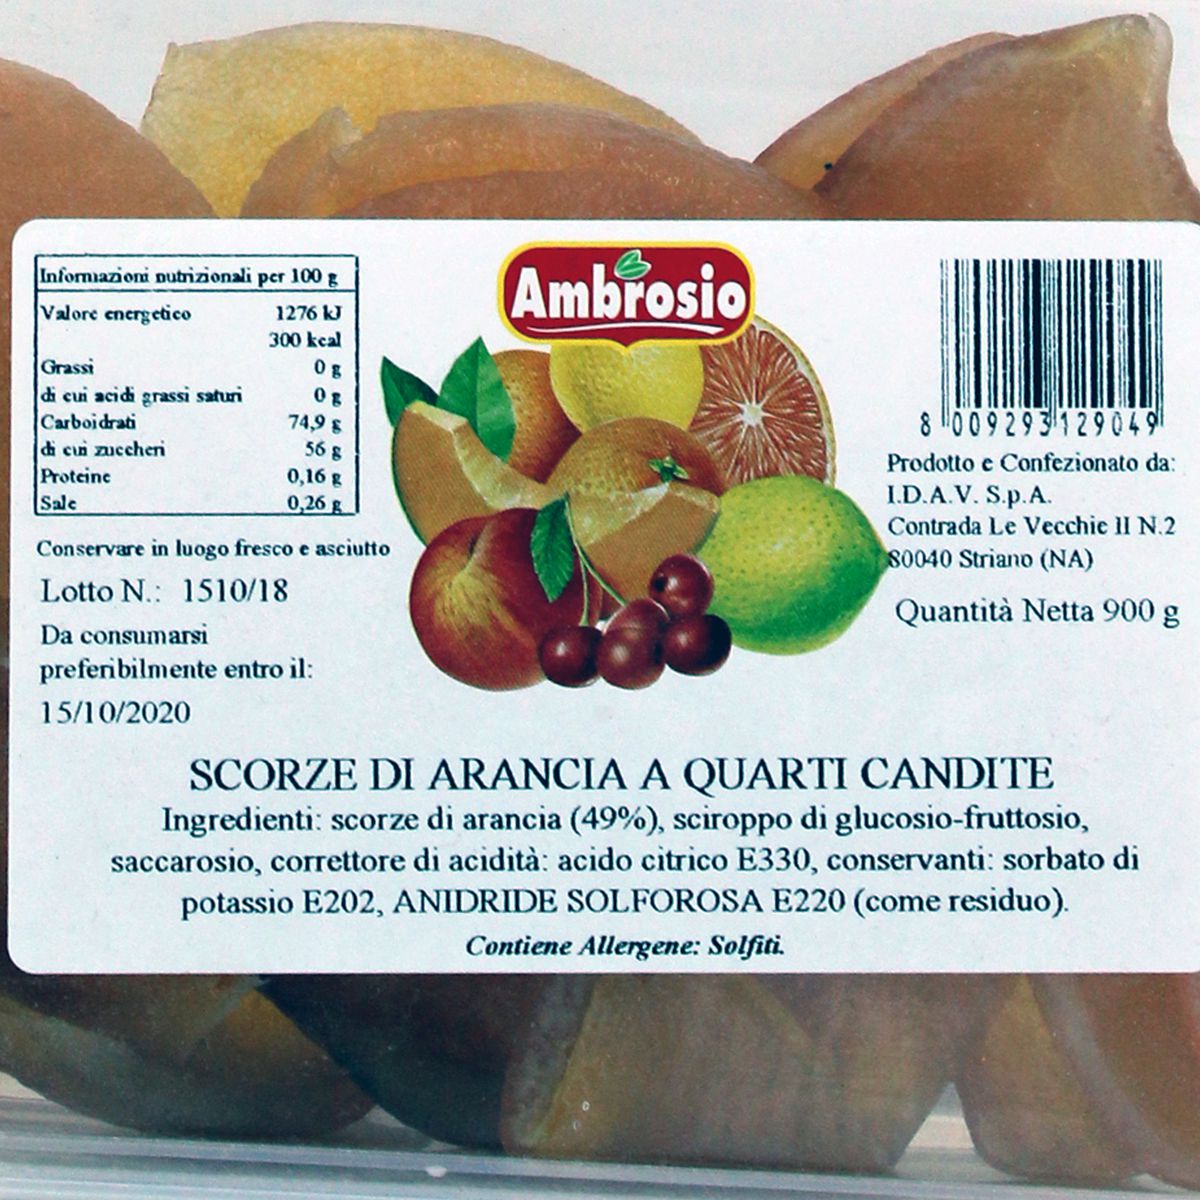 Informazioni nutrizionali per 100 g
Valore energetico 1276 kJ
300 kcal
Grassi 0 g
di cui acidi grassi saturi 0 g
Carboidrati 74,9 g
di cui zuccheri 56 g
Proteine 0,16 g
Sale 0,26 g
Conservare in luogo fresco e asciutto
Lotto N.: 1510/18
Da consumarsi
preferibilmente entro il:
15/10/2020
Ambrosio
8 009293 129049
Prodotto e Confezionato da:
I.D.A.V. S.p.A.
Contrada Le Vecchie II N.2
80040 Striano (NA)
Quantità Netta 900 g
SCORZE DI ARANCIA A QUARTI CANDITE
Ingredienti: scorze di arancia (49%), sciroppo di glucosio-fruttosio,
saccarosio, correttore di acidità: acido citrico E330, conservanti: sorbato di
potassio E202, ANIDRIDE SOLFOROSA E220 (come residuo).
Contiene Allergene: Solfiti.